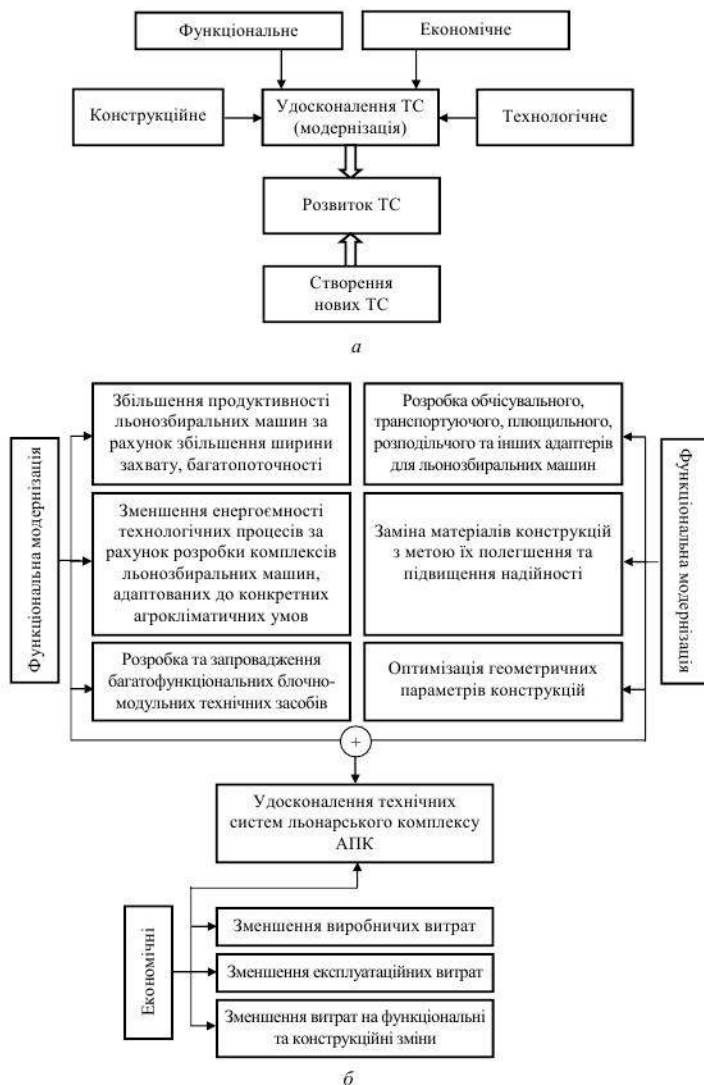 Функціональне
Економічне
Конструкційне
Удосконалення ТС
(модернізація)
Технологічне
Розвиток ТС
Створення
нових ТС
а
Функціональна модернізація
Збільшення продуктивності
льонозбиральних машин за
рахунок збільшення ширини
захвату, багатопоточності
Розробка обчісувального,
транспортуючого, плющильного,
розподільчого та інших адаптерів
для льонозбиральних машин
Функціональна модернізація
Зменшення енергоємності
технологічних процесів за
рахунок розробки комплексів
льонозбиральних машин,
адаптованих до конкретних
агрокліматичних умов
Заміна матеріалів конструкцій
з метою їх полегшення та
підвищення надійності
Розробка та запровадження
багатофункціональних блочно-
модульних технічних засобів
Оптимізація геометричних
параметрів конструкцій
+
Удосконалення технічних
систем льонарського комплексу
АПК
Економічні
Зменшення виробничих витрат
Зменшення експлуатаційних витрат
Зменшення витрат на функціональні
та конструкційні зміни
б